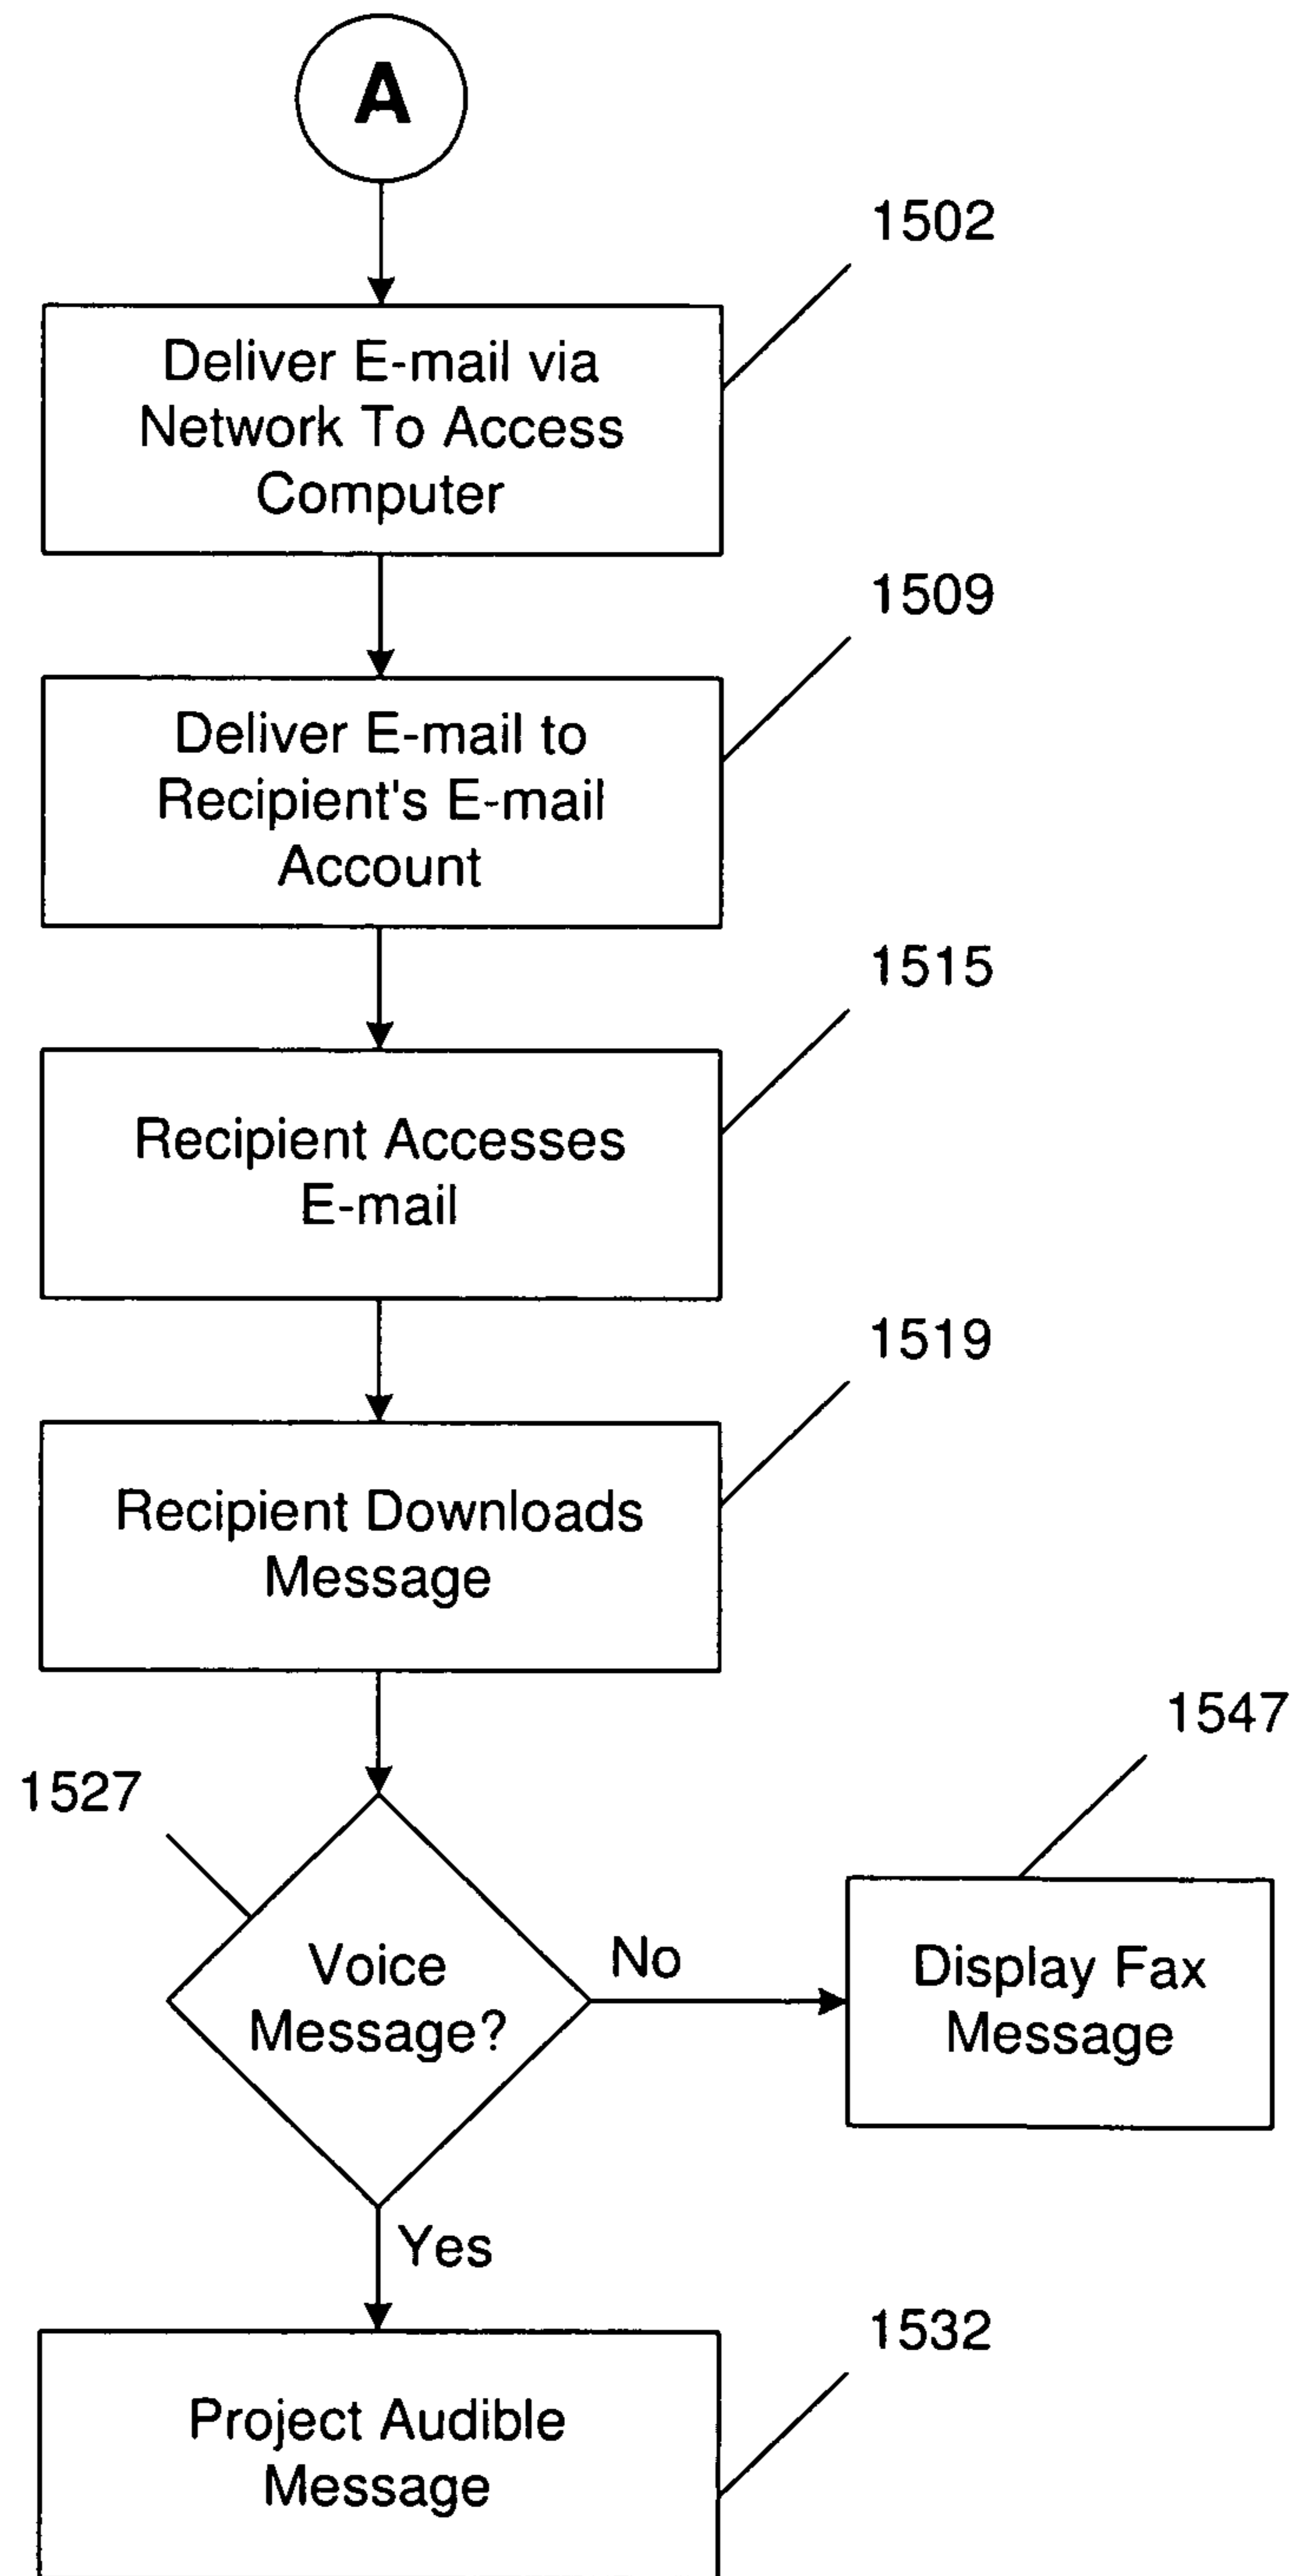 A
1502
Deliver E-mail via
Network To Access
Computer
1509
Deliver E-mail to
Recipient's E-mail
Account
1515
Recipient Accesses
E-mail
1519
Recipient Downloads
Message
1547
1527
Voice
Message?
No
Display Fax
Message
Yes
1532
Project Audible
Message